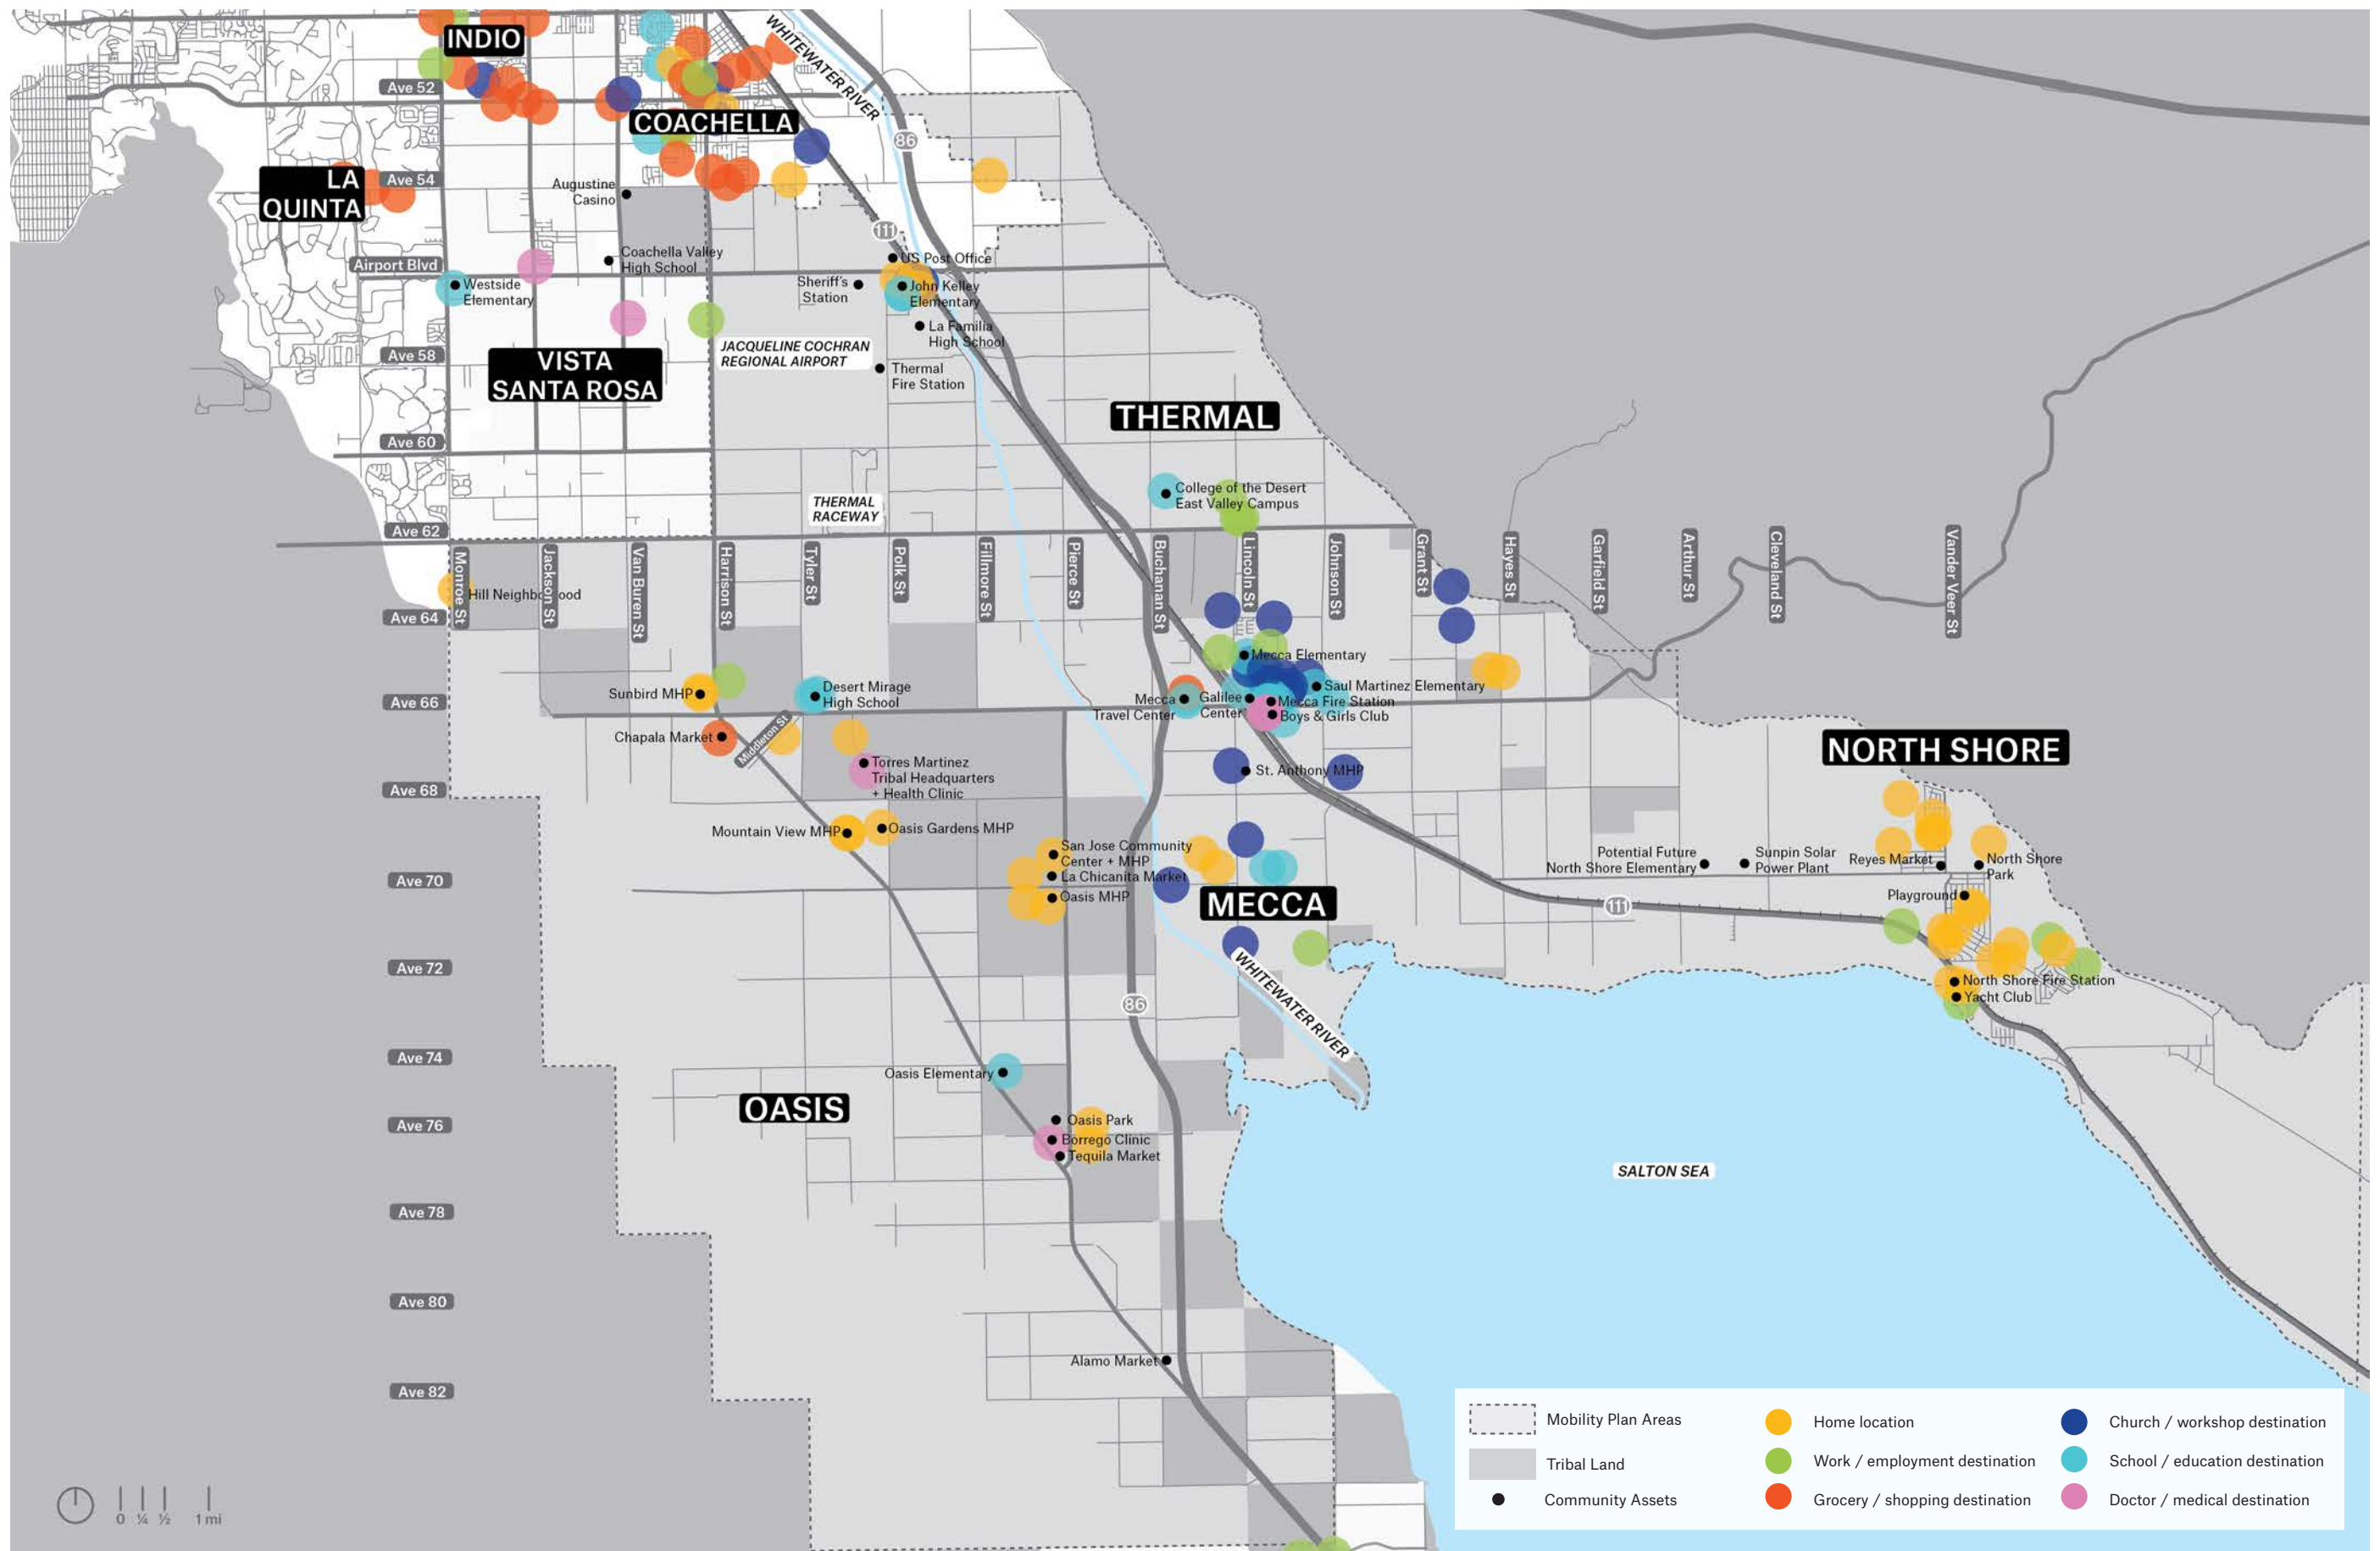 INDIO
WHITEWATER RIVER
Ave 52
COACHELLA
86
LA
QUINTA
Ave 54
Augustine
Casino
111
Coachella Valley
High School
US Post Office
Airport Blvd
Westside
Elementary
Sheriff's
Station
John Kelley
Elementary
La Familia
High School
JACQUELINE COCHRAN
REGIONAL AIRPORT
Ave 58
VISTA
SANTA ROSA
Thermal
Fire Station
THERMAL
Ave 60
College of the Desert
East Valley Campus
THERMAL
RACEWAY
Ave 62
Monroe St
Jackson St
Van Buren St
Harrison St
Tyler St
Polk St
Fillmore St
Pierce St
Buchanan St
Lincoln St
Johnson St
Grant St
Hayes St
Garfield St
Arthur St
Cleveland St
Vander Veer St
Hill Neighborhood
Ave 64
Mecca Elementary
Sunbird MHP
Desert Mirage
High School
Saul Martinez Elementary
Ave 66
Mecca
Travel Center
Galilee
Center
Mecca Fire Station
Boys & Girls Club
Chapala Market
Middleton St
NORTH SHORE
Torres Martinez
Tribal Headquarters
+ Health Clinic
St. Anthony MHP
Ave 68
Mountain View MHP
Oasis Gardens MHP
San Jose Community
Center + MHP
La Chicanita Market
Oasis MHP
Potential Future
North Shore Elementary
Sunpin Solar
Power Plant
Reyes Market
North Shore
Park
Ave 70
MECCA
111
Playground
Ave 72
WHITEWATER RIVER
North Shore Fire Station
Yacht Club
86
Ave 74
Oasis Elementary
OASIS
Ave 76
Oasis Park
Borrego Clinic
Tequila Market
SALTON SEA
Ave 78
Ave 80
Alamo Market
Ave 82
Mobility Plan Areas
Tribal Land
Community Assets
Home location
Work / employment destination
Grocery / shopping destination
Church / workshop destination
School / education destination
Doctor / medical destination
0 ¼ ½ 1 mi